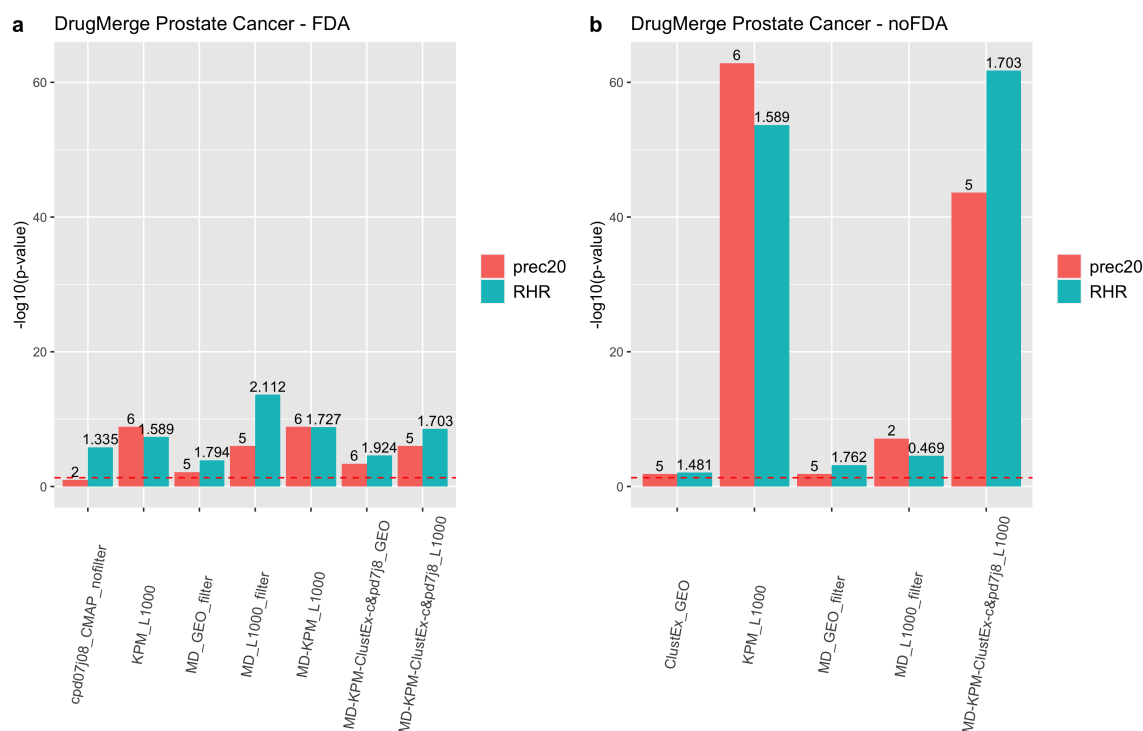 a
DrugMerge Prostate Cancer - FDA
-log10(p-value)
60
40
20
0
2
1.335
6
1.589
5
1.794
5
2.112
6
1.727
6
1.924
5
1.703
cpd07j08_CMAP_nofilter
KPM_L1000
MD_GEO_filter
MD_L1000_filter
MD-KPM_L1000
MD-KPM-ClustEx-c&pd7j8_GEO
MD-KPM-ClustEx-c&pd7j8_L1000
prec20
RHR
b
DrugMerge Prostate Cancer - noFDA
-log10(p-value)
60
40
20
0
5
1.481
6
1.589
5
1.762
2
0.469
5
1.703
ClustEx_GEO
KPM_L1000
MD_GEO_filter
MD_L1000_filter
MD-KPM-ClustEx-c&pd7j8_L1000
prec20
RHR